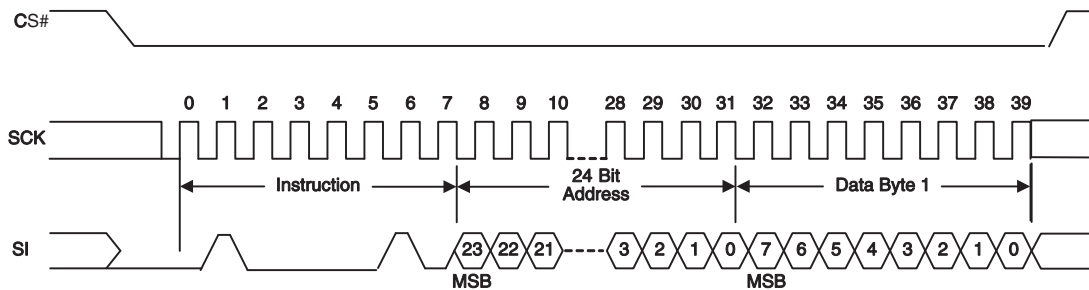 CS#
0 1 2 3 4 5 6 7 8 9 10 28 29 30 31 32 33 34 35 36 37 38 39
SCK
Instruction
24 Bit
Address
Data Byte 1
SI
23 22 21 3 2 1 0 7 6 5 4 3 2 1 0
MSB MSB